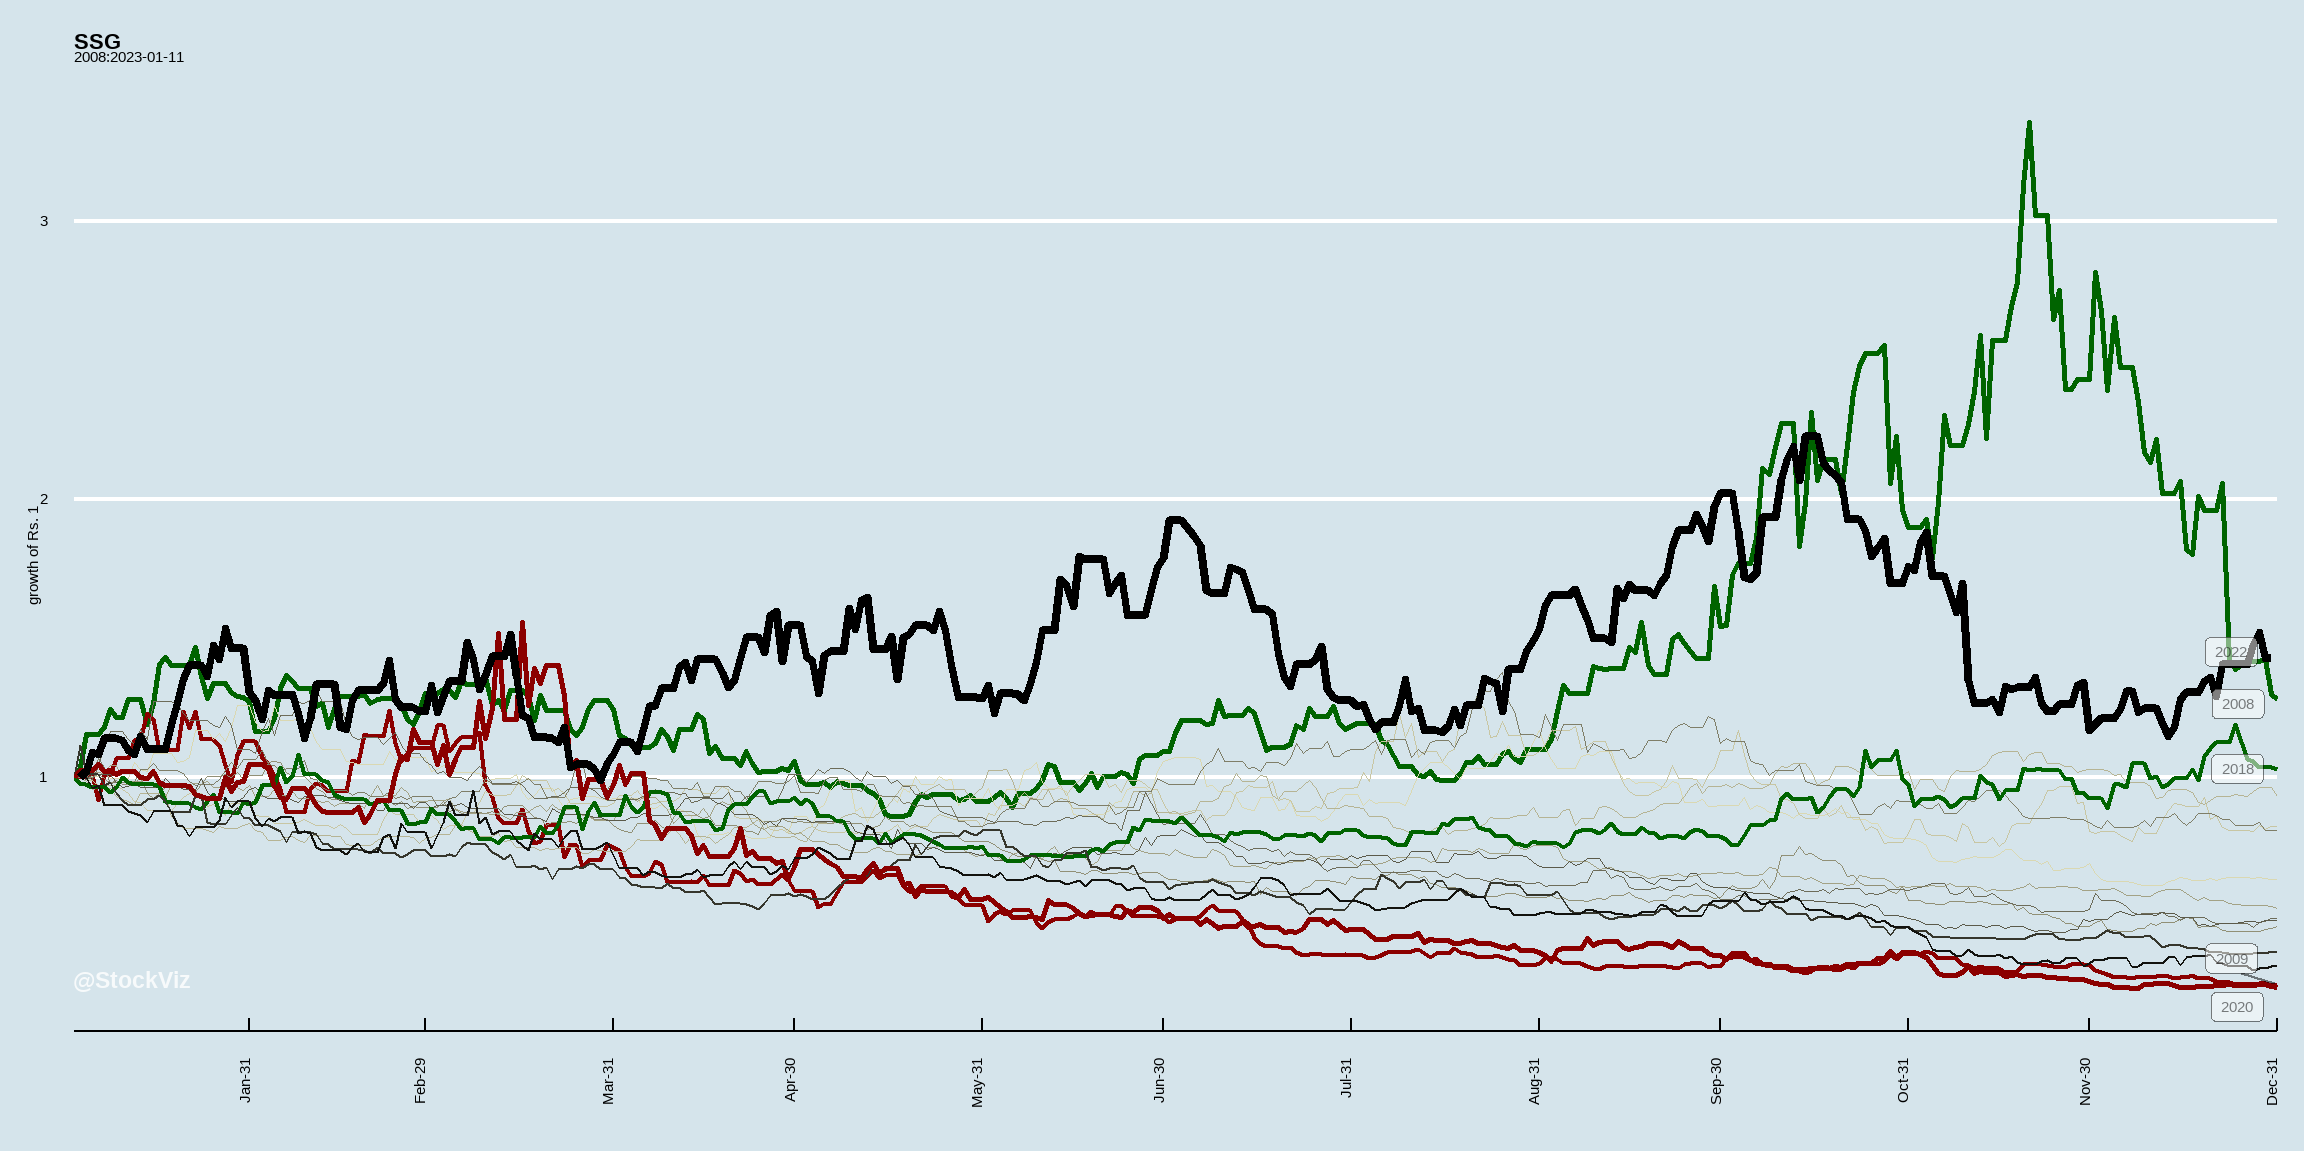 SSG
2008:2023-01-11
3
2
1
growth of Rs. 1
2022
2008
2018
2009
2020
@StockViz
Jan-31
Feb-29
Mar-31
Apr-30
May-31
Jun-30
Jul-31
Aug-31
Sep-30
Oct-31
Nov-30
Dec-31